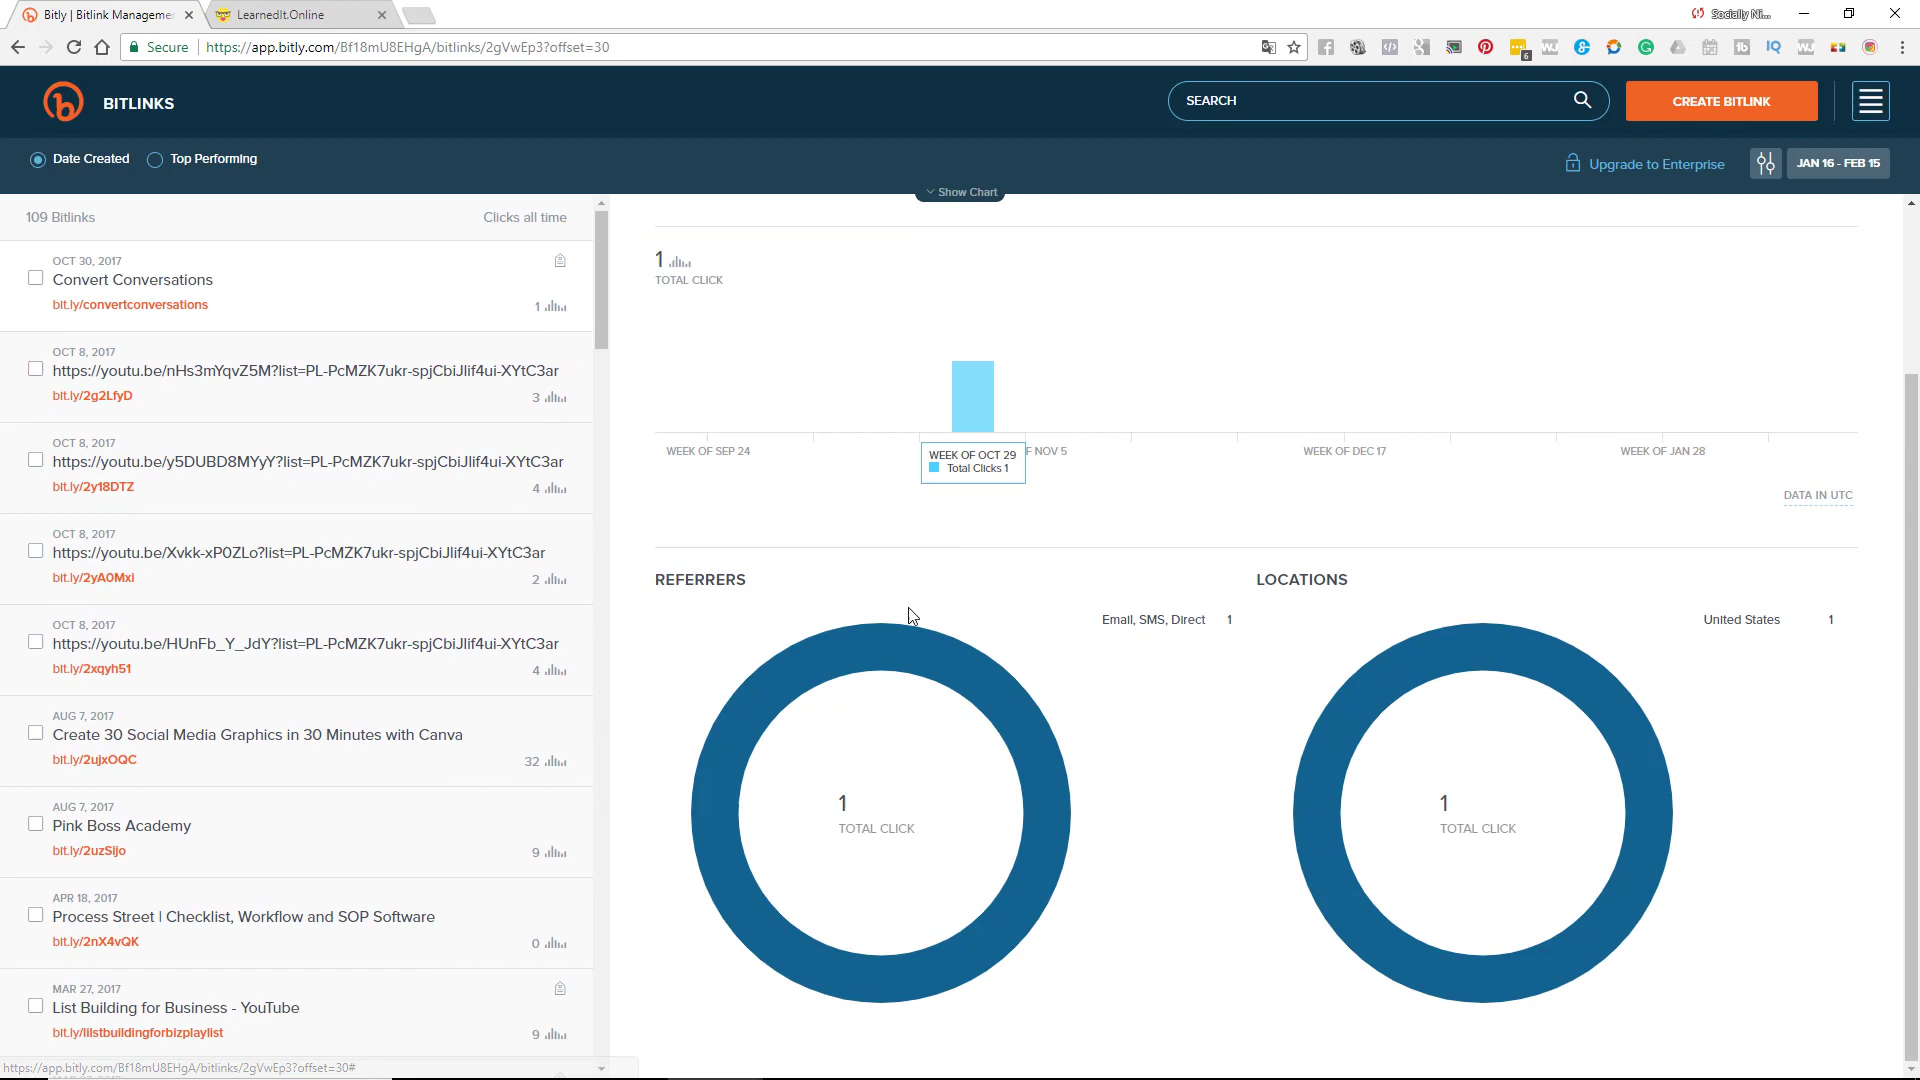 Bitly | Bitlink Manageme
LearnedIt.Online
Socially Ni...
Secure
https://app.bitly.com/Bf18mU8EHgA/bitlinks/2gVwEp3?offset=30
6
BITLINKS
SEARCH
CREATE BITLINK
Date Created
Top Performing
Upgrade to Enterprise
JAN 16 - FEB 15
Show Chart
109 Bitlinks
Clicks all time
OCT 30, 2017
Convert Conversations
bit.ly/convertconversations
1
OCT 8, 2017
https://youtu.be/nHs3mYqvZ5M?list=PL-PcMZK7ukr-spjCbiJlif4ui-XYtC3ar
bit.ly/2g2LfyD
3
OCT 8, 2017
https://youtu.be/y5DUBD8MYyY?list=PL-PcMZK7ukr-spjCbiJlif4ui-XYtC3ar
bit.ly/2y18DTZ
4
OCT 8, 2017
https://youtu.be/Xvkk-xP0ZLo?list=PL-PcMZK7ukr-spjCbiJlif4ui-XYtC3ar
bit.ly/2yA0Mxi
2
OCT 8, 2017
https://youtu.be/HUnFb_Y_JdY?list=PL-PcMZK7ukr-spjCbiJlif4ui-XYtC3ar
bit.ly/2xqyh51
4
AUG 7, 2017
Create 30 Social Media Graphics in 30 Minutes with Canva
bit.ly/2ujxOQC
32
AUG 7, 2017
Pink Boss Academy
bit.ly/2uzSijo
9
APR 18, 2017
Process Street | Checklist, Workflow and SOP Software
bit.ly/2nX4vQK
0
MAR 27, 2017
List Building for Business - YouTube
bit.ly/lilstbuildingforbizplaylist
9
https://app.bitly.com/Bf18mU8EHgA/bitlinks/2gVwEp3?offset=30#
1
TOTAL CLICK
WEEK OF SEP 24
F NOV 5
WEEK OF DEC 17
WEEK OF JAN 28
WEEK OF OCT 29
Total Clicks 1
DATA IN UTC
REFERRERS
Email, SMS, Direct 1
1
TOTAL CLICK
LOCATIONS
United States 1
1
TOTAL CLICK